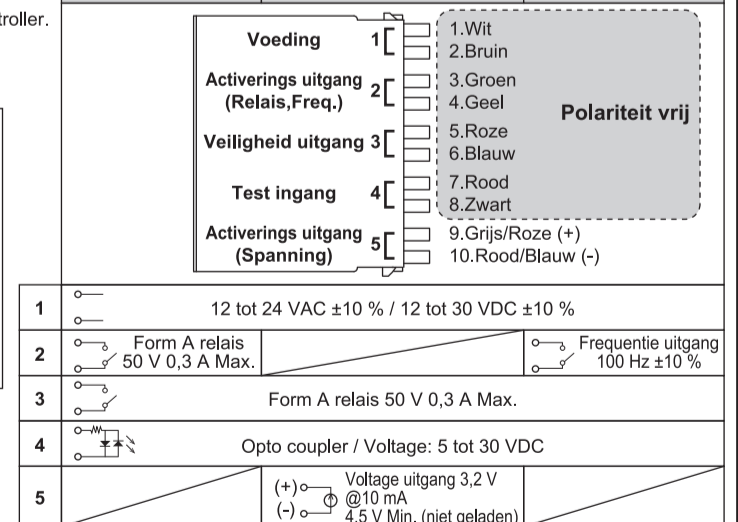 troller.
Voeding 1
1.Wit
2.Bruin
Activerings uitgang
(Relais,Freq.) 2
3.Groen
4.Geel
Polariteit vrij
Veiligheid uitgang 3
5.Roze
6.Blauw
Test ingang 4
7.Rood
8.Zwart
Activerings uitgang
(Spanning) 5
9.Grijs/Roze (+)
10.Rood/Blauw (-)
1 12 tot 24 VAC ±10 % / 12 tot 30 VDC ±10 %
2 Form A relais
50 V 0,3 A Max.
Frequentie uitgang
100 Hz ±10 %
3 Form A relais 50 V 0,3 A Max.
4 Opto coupler / Voltage: 5 tot 30 VDC
5 (+) (-) Voltage uitgang 3,2 V
@10 mA
4,5 V Min. (niet geladen)